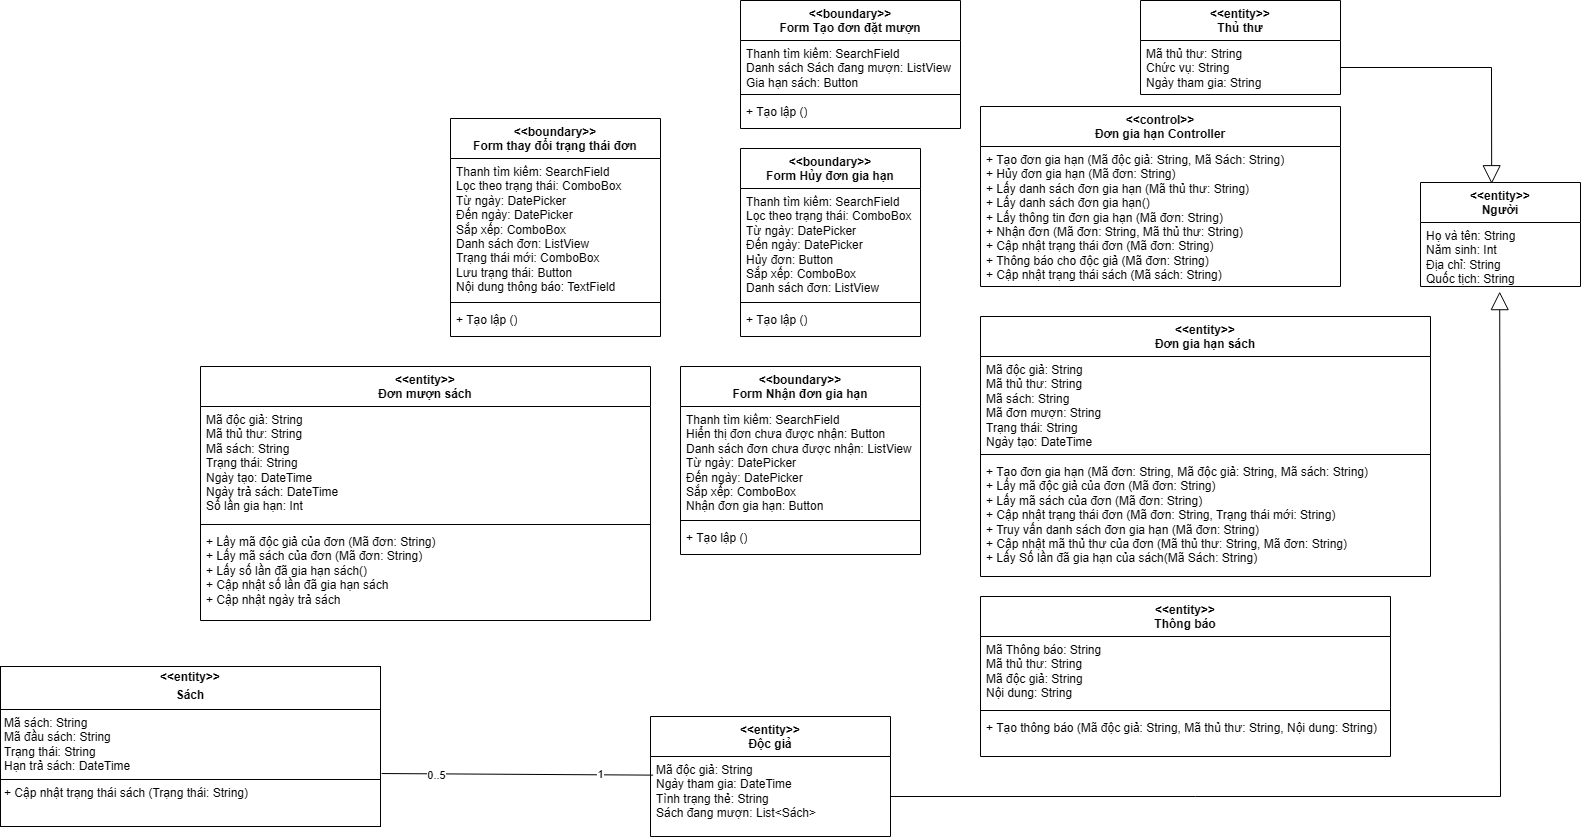 <<boundary>>
Form Tạo đơn đặt mượn
Thanh tìm kiếm: SearchField
Danh sách Sách đang mượn: ListView
Gia hạn sách: Button
+ Tạo lập ()
<<entity>>
Thủ thư
Mã thủ thư: String
Chức vụ: String
Ngày tham gia: String
<<boundary>>
Form thay đổi trạng thái đơn
Thanh tìm kiếm: SearchField
Lọc theo trạng thái: ComboBox
Từ ngày: DatePicker
Đến ngày: DatePicker
Sắp xếp: ComboBox
Danh sách đơn: ListView
Trạng thái mới: ComboBox
Lưu trạng thái: Button
Nội dung thông báo: TextField
+ Tạo lập ()
<<boundary>>
Form Hủy đơn gia hạn
Thanh tìm kiếm: SearchField
Lọc theo trạng thái: ComboBox
Từ ngày: DatePicker
Đến ngày: DatePicker
Hủy đơn: Button
Sắp xếp: ComboBox
Danh sách đơn: ListView
+ Tạo lập ()
<<control>>
Đơn gia hạn Controller
+ Tạo đơn gia hạn (Mã độc giả: String, Mã Sách: String)
+ Hủy đơn gia hạn (Mã đơn: String)
+ Lấy danh sách đơn gia hạn (Mã thủ thư: String)
+ Lấy danh sách đơn gia hạn()
+ Lấy thông tin đơn gia hạn (Mã đơn: String)
+ Nhận đơn (Mã đơn: String, Mã thủ thư: String)
+ Cập nhật trạng thái đơn (Mã đơn: String)
+ Thông báo cho độc giả (Mã đơn: String)
+ Cập nhật trạng thái sách (Mã sách: String)
<<entity>>
Người
Họ và tên: String
Năm sinh: Int
Địa chỉ: String
Quốc tịch: String
<<entity>>
Đơn mượn sách
Mã độc giả: String
Mã thủ thư: String
Mã sách: String
Trạng thái: String
Ngày tạo: DateTime
Ngày trả sách: DateTime
Số lần gia hạn: Int
+ Lấy mã độc giả của đơn (Mã đơn: String)
+ Lấy mã sách của đơn (Mã đơn: String)
+ Lấy số lần đã gia hạn sách()
+ Cập nhật số lần đã gia hạn sách
+ Cập nhật ngày trả sách
<<boundary>>
Form Nhận đơn gia hạn
Thanh tìm kiếm: SearchField
Hiển thị đơn chưa được nhận: Button
Danh sách đơn chưa được nhận: ListView
Từ ngày: DatePicker
Đến ngày: DatePicker
Sắp xếp: ComboBox
Nhận đơn gia hạn: Button
+ Tạo lập ()
<<entity>>
Đơn gia hạn sách
Mã độc giả: String
Mã thủ thư: String
Mã sách: String
Mã đơn mượn: String
Trạng thái: String
Ngày tạo: DateTime
+ Tạo đơn gia hạn (Mã đơn: String, Mã độc giả: String, Mã sách: String)
+ Lấy mã độc giả của đơn (Mã đơn: String)
+ Lấy mã sách của đơn (Mã đơn: String)
+ Cập nhật trạng thái đơn (Mã đơn: String, Trạng thái mới: String)
+ Truy vấn danh sách đơn gia hạn (Mã đơn: String)
+ Cập nhật mã thủ thư của đơn (Mã thủ thư: String, Mã đơn: String)
+ Lấy Số lần đã gia hạn của sách(Mã Sách: String)
<<entity>>
Thông báo
Mã Thông báo: String
Mã thủ thư: String
Mã độc giả: String
Nội dung: String
+ Tạo thông báo (Mã độc giả: String, Mã thủ thư: String, Nội dung: String)
<<entity>>
Sách
Mã sách: String
Mã đầu sách: String
Trạng thái: String
Hạn trả sách: DateTime
+ Cập nhật trạng thái sách (Trạng thái: String)
0..5
1
<<entity>>
Độc giả
Mã độc giả: String
Ngày tham gia: DateTime
Tình trạng thẻ: String
Sách đang mượn: List<Sách>